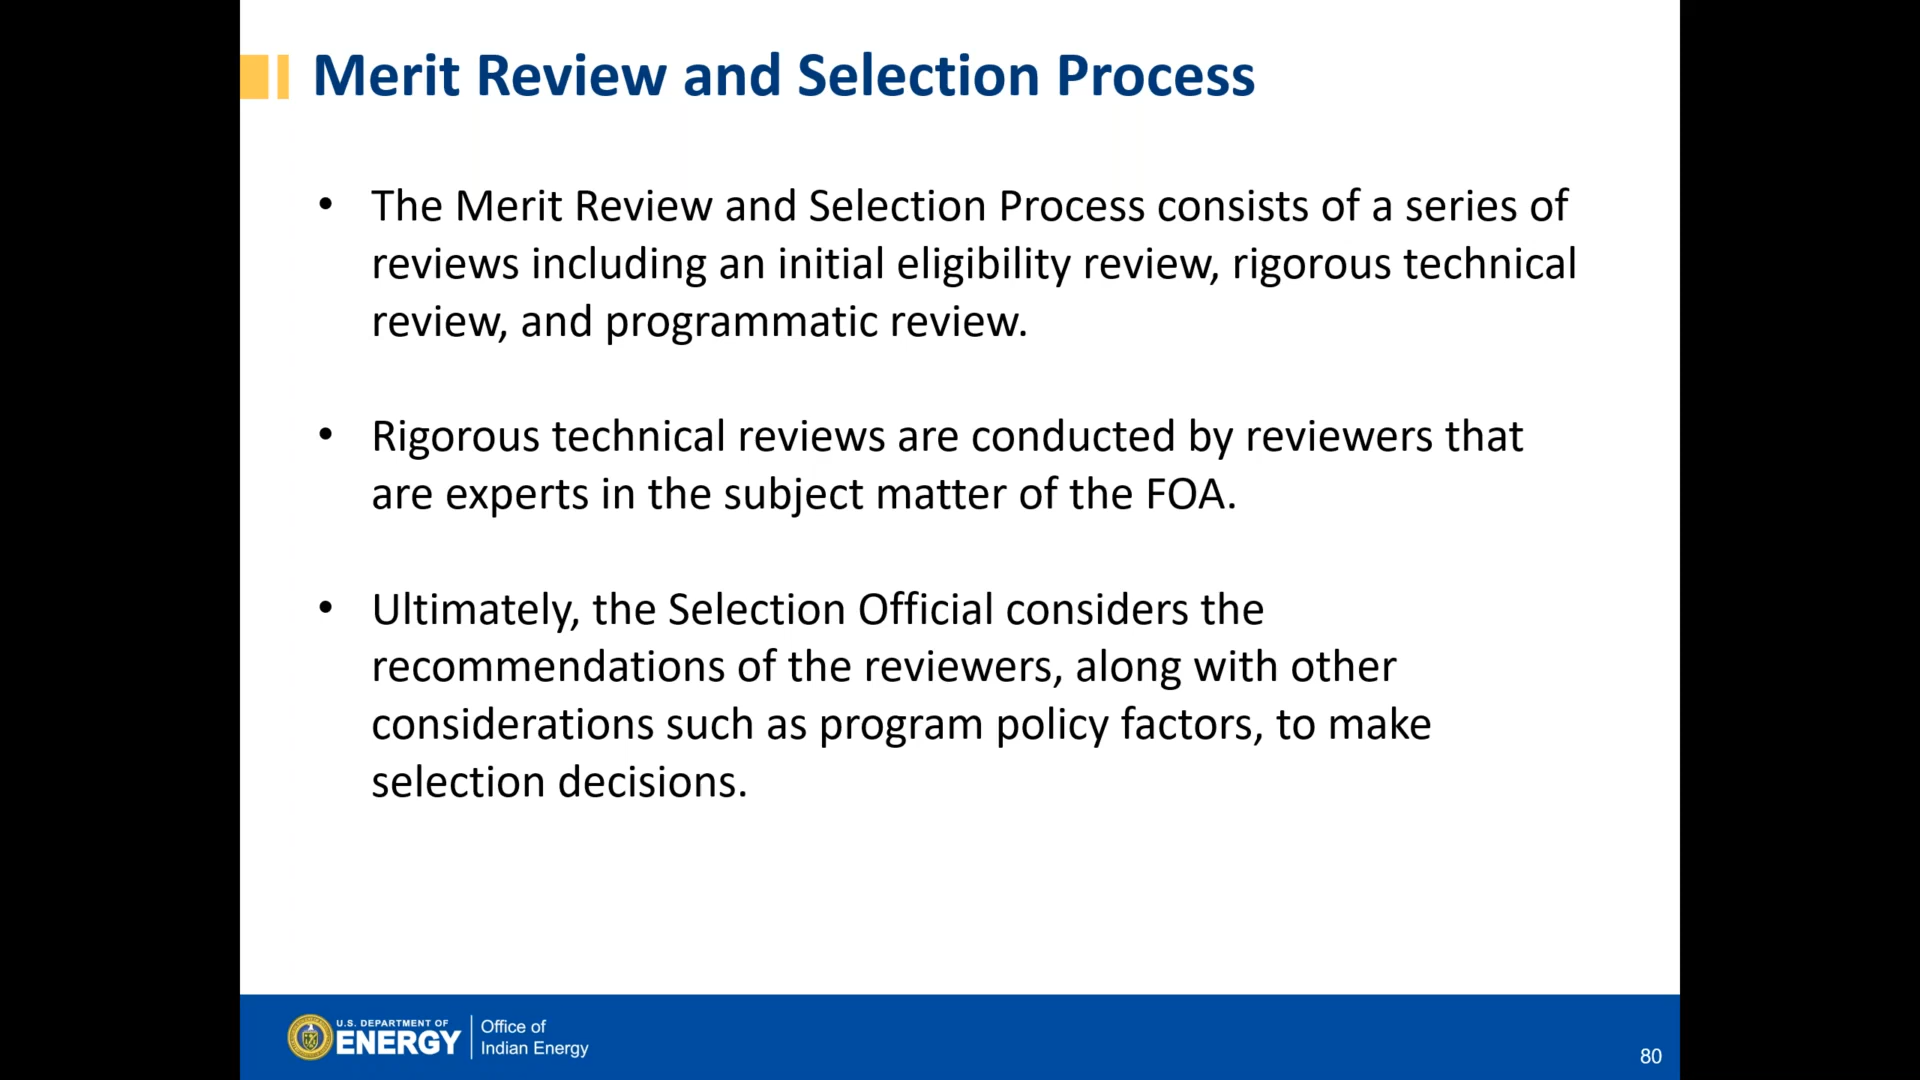 Merit Review and Selection Process
• The Merit Review and Selection Process consists of a series of
reviews including an initial eligibility review, rigorous technical
review, and programmatic review.
• Rigorous technical reviews are conducted by reviewers that
are experts in the subject matter of the FOA.
• Ultimately, the Selection Official considers the
recommendations of the reviewers, along with other
considerations such as program policy factors, to make
selection decisions.
U.S. DEPARTMENT OF
ENERGY
Office of
Indian Energy
80